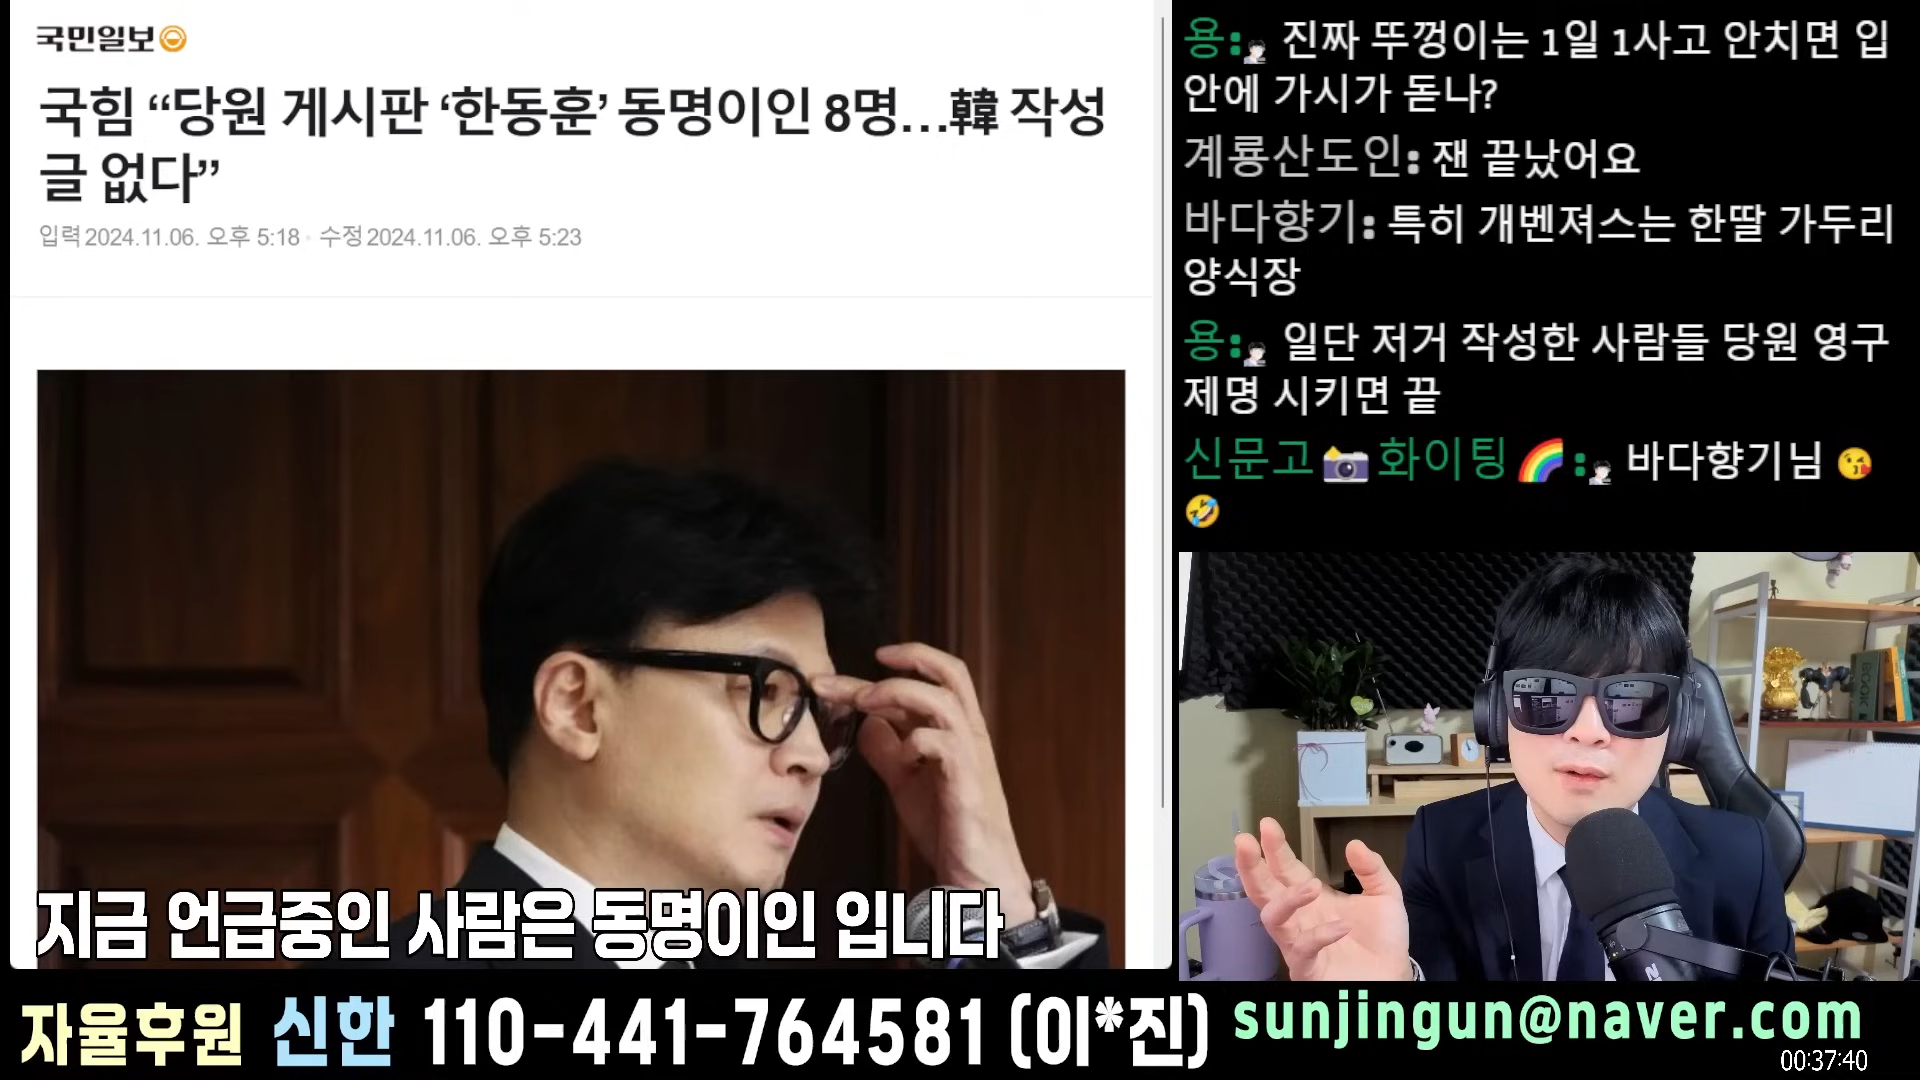 국민일보
국힘 “당원 게시판 ‘한동훈’ 동명이인 8명…韓 작성
글 없다”
입력 2024.11.06. 오후 5:18 · 수정 2024.11.06. 오후 5:23
지금 언급중인 사람은 동명이인 입니다
용: 진짜 뚜껑이는 1일 1사고 안치면 입
안에 가시가 돋나?
계룡산도인: 잰 끝났어요
바다향기: 특히 개벤져스는 한딸 가두리
양식장
용: 일단 저거 작성한 사람들 당원 영구
제명 시키면 끝
신문고📸화이팅🌈: 바다향기님 😘
🤣
자율후원 신한 110-441-764581 (이*진) sunjingun@naver.com
00:37:40